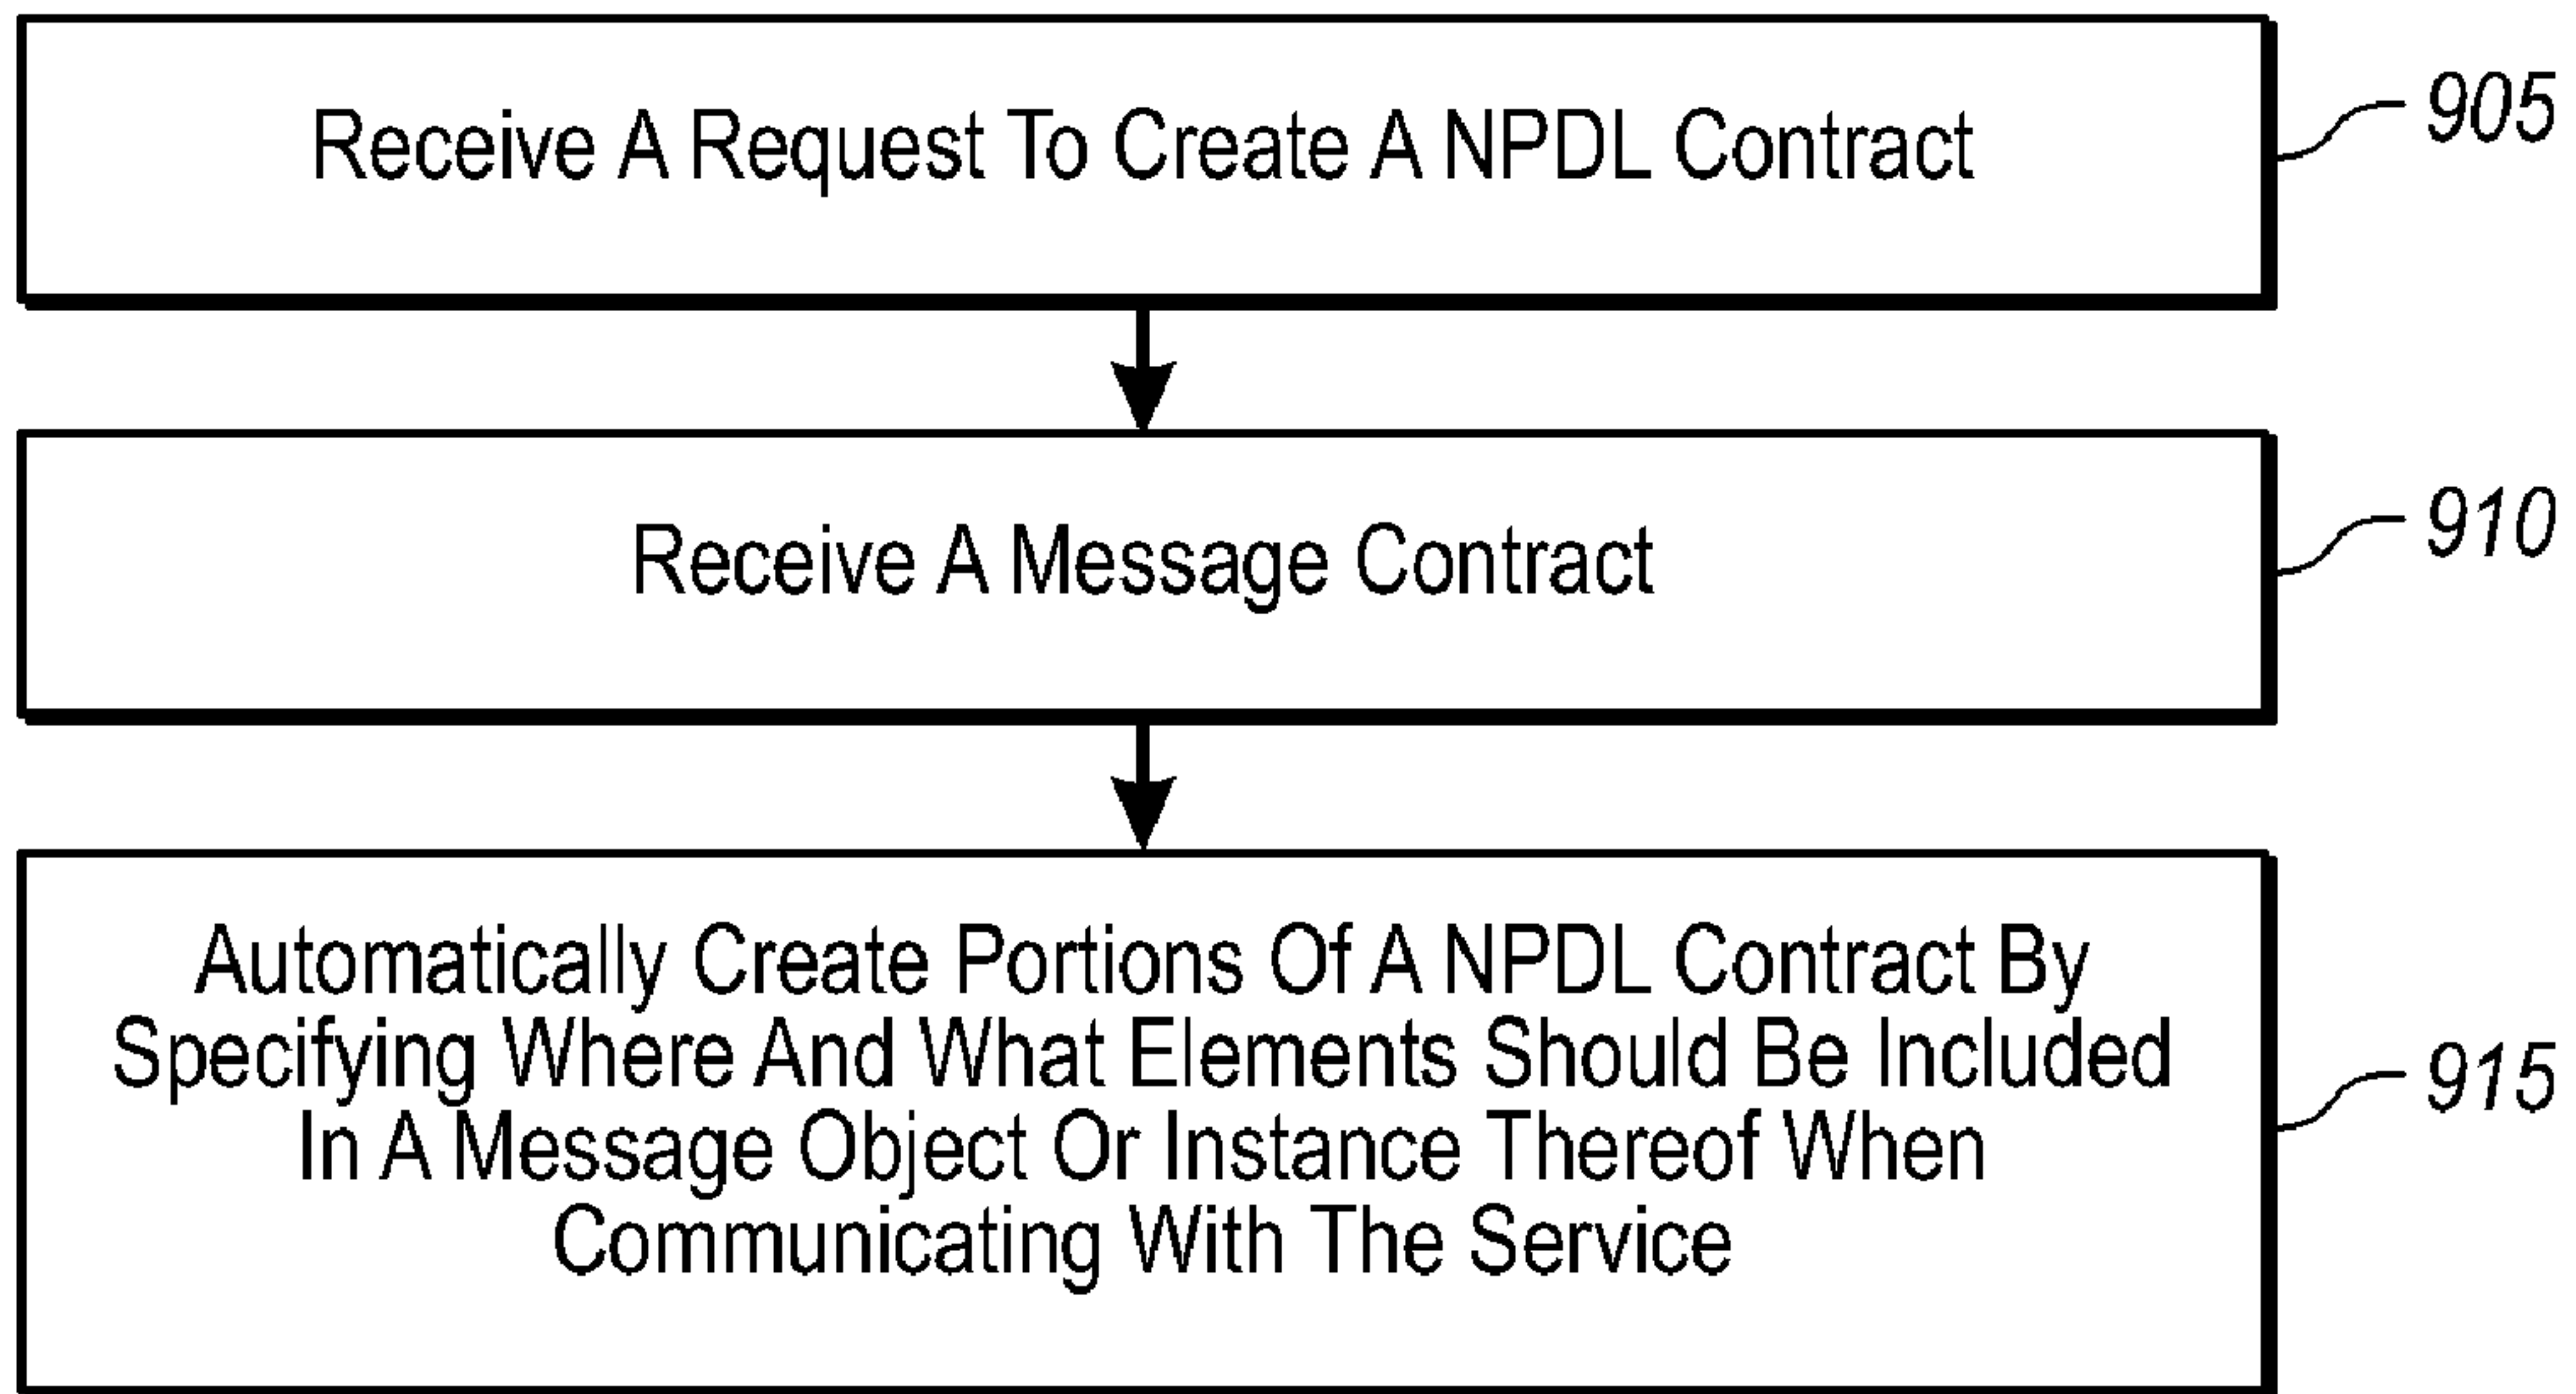 Receive A Request To Create A NPDL Contract
905
Receive A Message Contract
910
Automatically Create Portions Of A NPDL Contract By
Specifying Where And What Elements Should Be Included
In A Message Object Or Instance Thereof When
Communicating With The Service
915